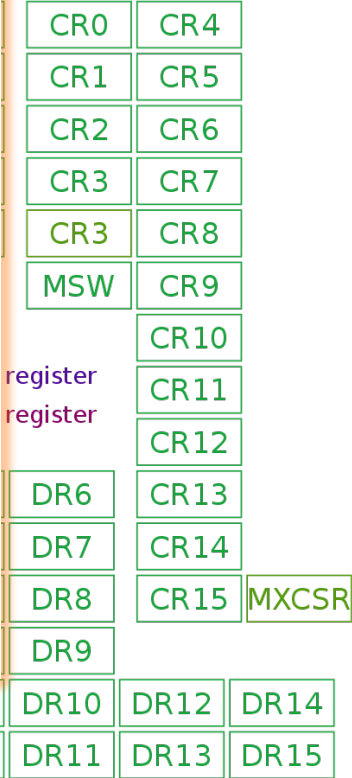 CR0 CR4
CR1 CR5
CR2 CR6
CR3 CR7
CR3 CR8
MSW CR9
CR10
register CR11
register
CR12
DR6 CR13
DR7 CR14
DR8 CR15 MXCSR
DR9
DR10 DR12 DR14
DR11 DR13 DR15